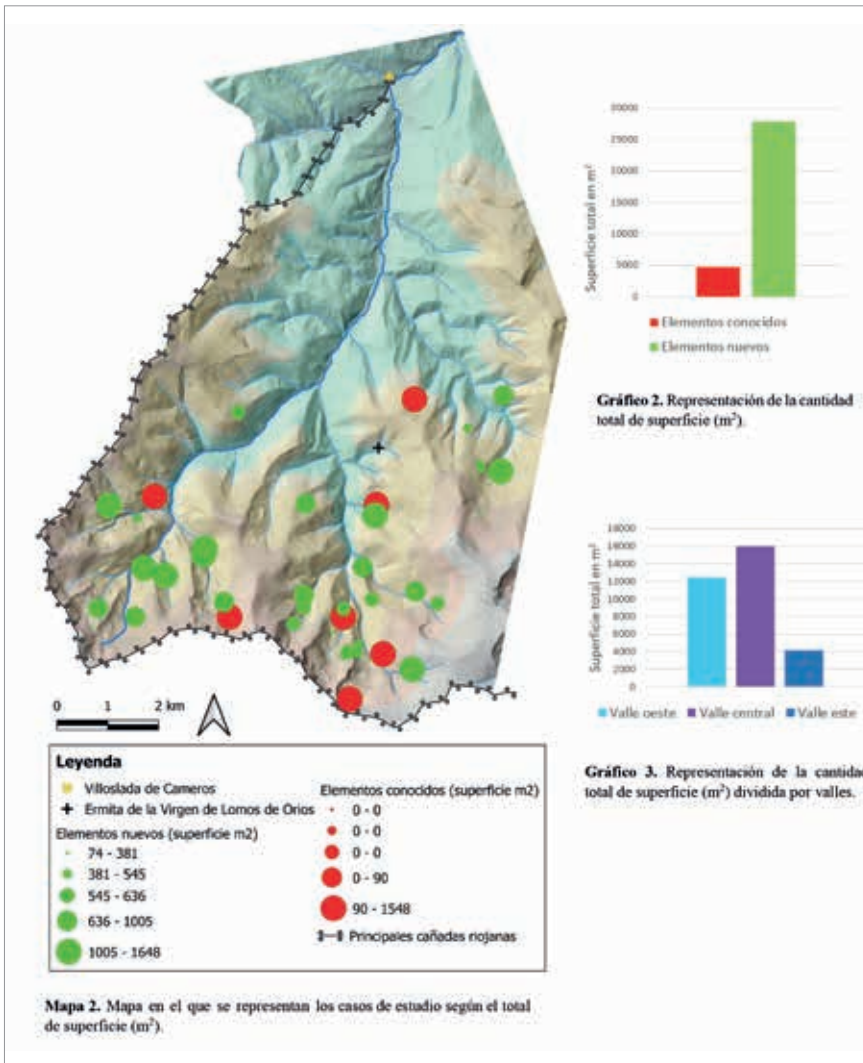 30000
25000
20000
15000
10000
5000
0
Superficie total en m²
Elementos conocidos
Elementos nuevos
Gráfico 2. Representación de la cantidad
total de superficie (m²).
18000
16000
14000
12000
10000
8000
6000
4000
2000
0
Superficie total en m²
Valle oeste
Valle central
Valle este
Gráfico 3. Representación de la cantidad
total de superficie (m²) dividida por valles.
0 1 2 km
Leyenda
Villoslada de Cameros
Ermita de la Virgen de Lomos de Orios
Elementos nuevos (superficie m2)
74 - 381
381 - 545
545 - 636
636 - 1005
1005 - 1648
Elementos conocidos (superficie m2)
0 - 0
0 - 0
0 - 0
0 - 90
90 - 1548
Principales cañadas riojanas
Mapa 2. Mapa en el que se representan los casos de estudio según el total
de superficie (m²).